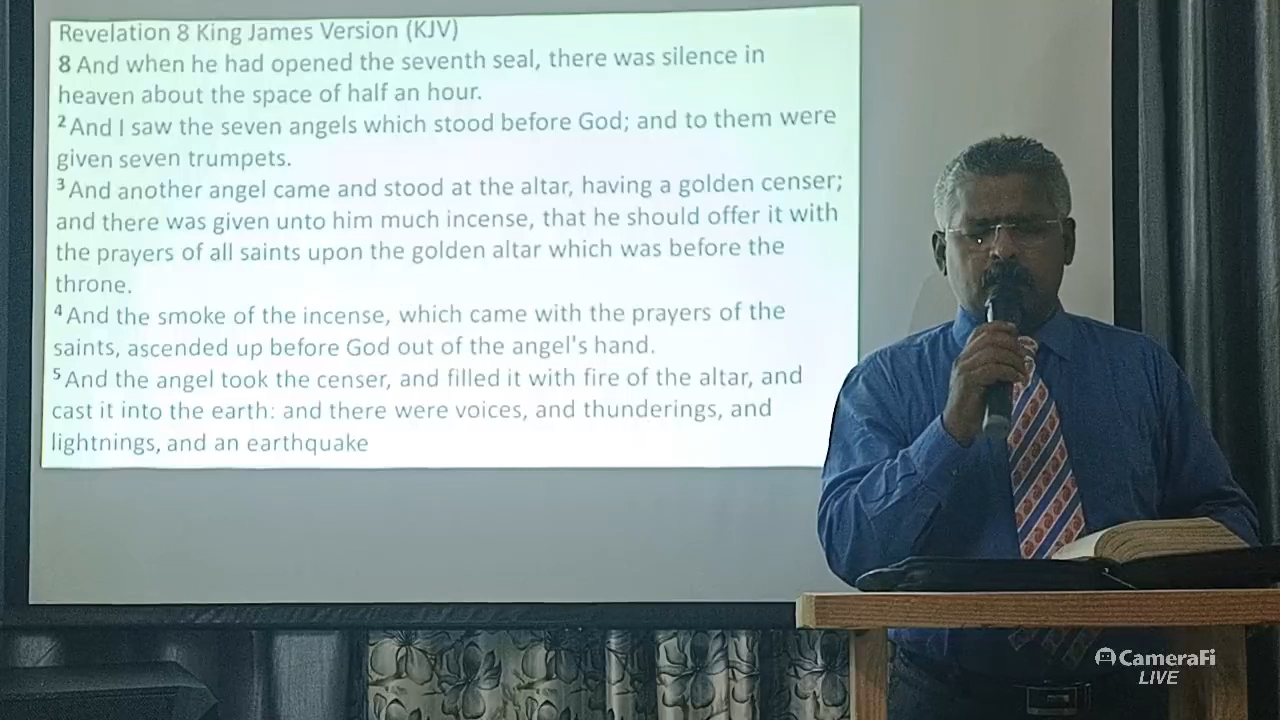 Revelation 8 King James Version (KJV)
8 And when he had opened the seventh seal, there was silence in
heaven about the space of half an hour.
2 And I saw the seven angels which stood before God; and to them were
given seven trumpets.
3 And another angel came and stood at the altar, having a golden censer;
and there was given unto him much incense, that he should offer it with
the prayers of all saints upon the golden altar which was before the
throne.
4 And the smoke of the incense, which came with the prayers of the
saints, ascended up before God out of the angel's hand.
5 And the angel took the censer, and filled it with fire of the altar, and
cast it into the earth: and there were voices, and thunderings, and
lightnings, and an earthquake
CameraFi
LIVE